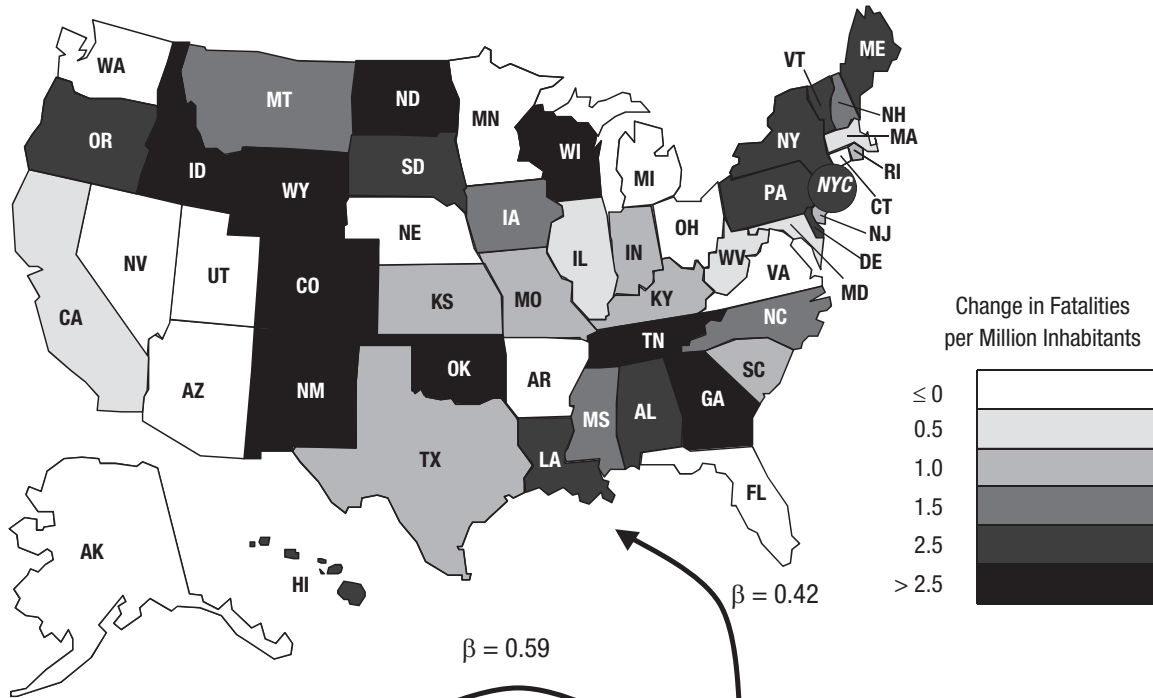 WA
MT
ND
MN
VT
ME
OR
ID
WY
SD
WI
MI
NY
NH
MA
RI
NYC
PA
CT
NJ
DE
MD
NV
UT
CO
NE
IA
IL
IN
OH
WV
VA
CA
KS
MO
KY
NC
AZ
NM
OK
AR
TN
SC
TX
LA
MS
AL
GA
FL
AK
HI
Change in Fatalities
per Million Inhabitants
≤ 0
0.5
1.0
1.5
2.5
> 2.5
β = 0.42
β = 0.59